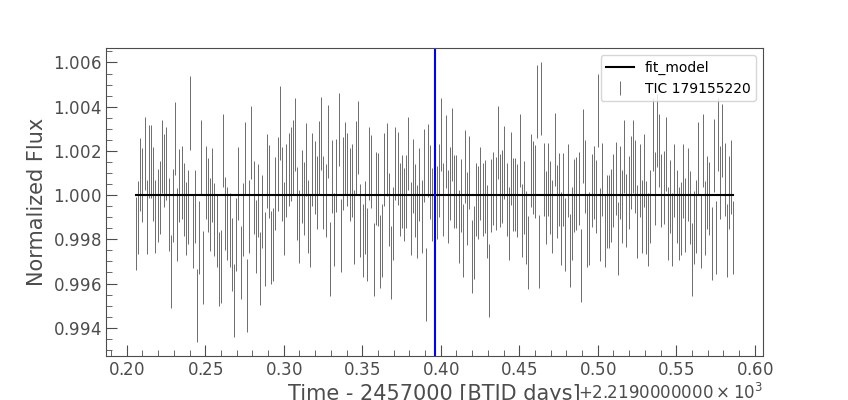 1.006
1.004
1.002
1.000
0.998
0.996
0.994
Normalized Flux
fit_model
TIC 179155220
0.20 0.25 0.30 0.35 0.40 0.45 0.50 0.55 0.60
Time - 2457000 [BTJD days]
+2.2190000000 × 10³